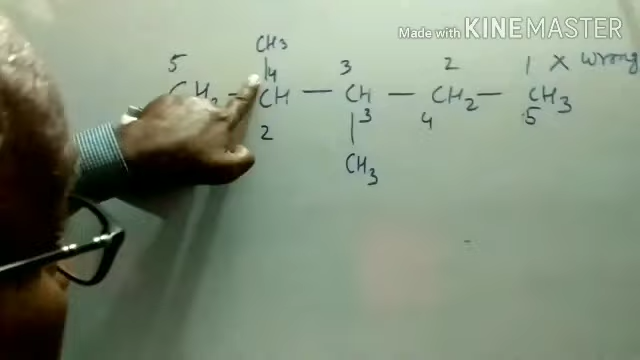 Made with KINEMASTER
CH3
5 4 3 2 1 X Wrong
CH2 - CH - CH - CH2 - CH3
2 3 4 5
CH3